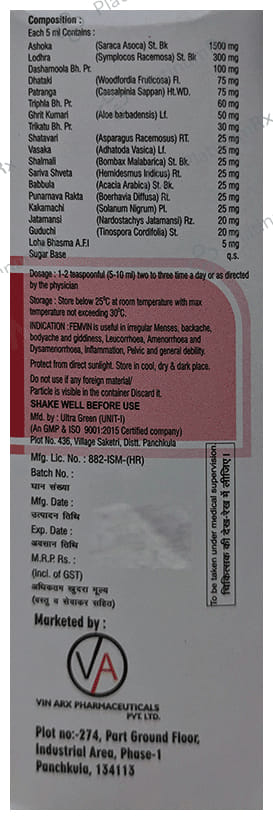 Composition :
Each 5 ml Contains :
Ashoka (Saraca Asoca) St. Bk 1500 mg
Lodhra (Symplocos Racemosa) St. Bk 300 mg
Dashamoola Bh. Pr. 100 mg
Dhataki (Woodfordia Fruticosa) Fl. 75 mg
Patranga (Caesalpinia Sappan) Ht.WD. 75 mg
Triphla Bh. Pr. 60 mg
Ghrit Kumari (Aloe barbadensis) Lf. 50 mg
Trikatu Bh. Pr. 30 mg
Shatavari (Asparagus Racemosus) RT. 25 mg
Vasaka (Adhatoda Vasica) Lf. 25 mg
Shalmali (Bombax Malabarica) St. Bk. 25 mg
Sariva Shveta (Hemidesmus Indicus) Rt. 25 mg
Babbula (Acacia Arabica) St. Bk. 25 mg
Punarnava Rakta (Boerhavia Diffusa) Rt. 25 mg
Kakamachi (Solanum Nigrum) Pl. 25 mg
Jatamansi (Nardostachys Jatamansi) Rz. 20 mg
Guduchi (Tinospora Cordifolia) St. 20 mg
Loha Bhasma A.F.I 5 mg
Sugar Base q.s.
Dosage : 1-2 teaspoonful (5-10 ml) two to three time a day or as directed
by the physician
Storage : Store below 25°C at room temperature with max
temperature not exceeding 30°C.
INDICATION : FEMVIN is useful in irregular Menses, backache,
bodyache and giddiness, Leucorrhoea, Amenorrhoea and
Dysamenorrhoea, Inflammation, Pelvic and general debility.
Protect from direct sunlight. Store in cool, dry & dark place.
Do not use if any foreign material/
Particle is visible in the container Discard it.
SHAKE WELL BEFORE USE
Mfd. by : Ultra Green (UNIT-I)
(An GMP & ISO 9001:2015 Certified company)
Plot No. 436, Village Saketri, Distt. Panchkula
Mfg. Lic. No. : 882-ISM-(HR)
Batch No. :
घान संख्या
Mfg. Date :
उत्पादन तिथि
Exp. Date :
अवसान तिथि
M.R.P. Rs. :
(incl. of GST)
अधिकतम खुदरा मूल्य
(वस्तु व सेवाकर सहित)
To be taken under medical supervision.
चिकित्सक की देख-रेख में लीजिए।
Marketed by :
VA
VIN ARX PHARMACEUTICALS
PVT. LTD.
Plot no:-274, Part Ground Floor,
Industrial Area, Phase-1
Panchkula, 134113